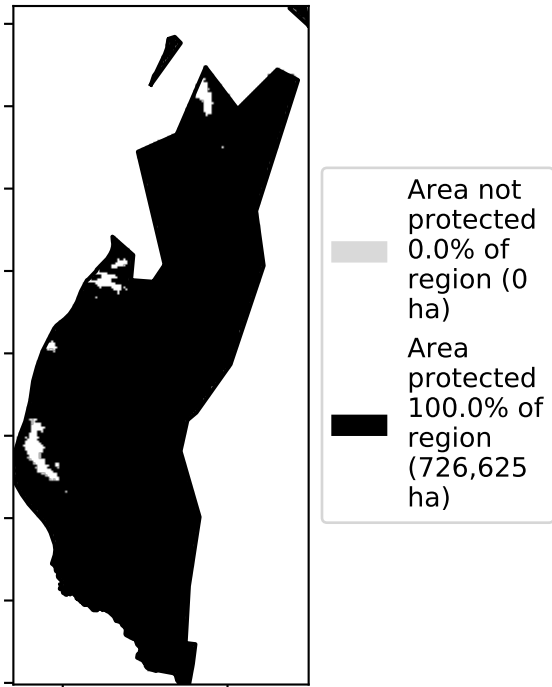 Area not
protected
0.0% of
region (0
ha)
Area
protected
100.0% of
region
(726,625
ha)